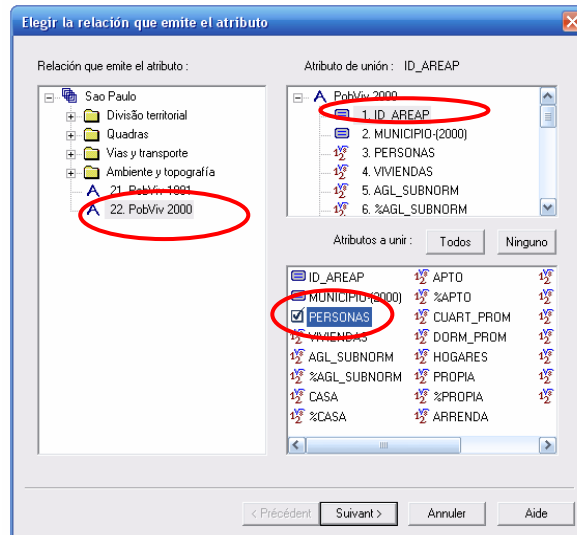 Elegir la relación que emite el atributo
Relación que emite el atributo :
Sao Paulo
Divisão territorial
Quadras
Vias y transporte
Ambiente y topografía
21. PobViv 1991
22. PobViv 2000
Atributo de unión : ID_AREAP
PobViv 2000
1. ID_AREAP
2. MUNICIPIO-(2000)
3. PERSONAS
4. VIVIENDAS
5. AGL_SUBNORM
6. %AGL_SUBNORM
Atributos a unir : Todos Ninguno
ID_AREAP APTO
MUNICIPIO-(2000) %APTO
PERSONAS CUART_PROM
VIVIENDAS DORM_PROM
AGL_SUBNORM HOGARES
%AGL_SUBNORM PROPIA
CASA %PROPIA
%CASA ARRENDA
< Précédent Suivant > Annuler Aide